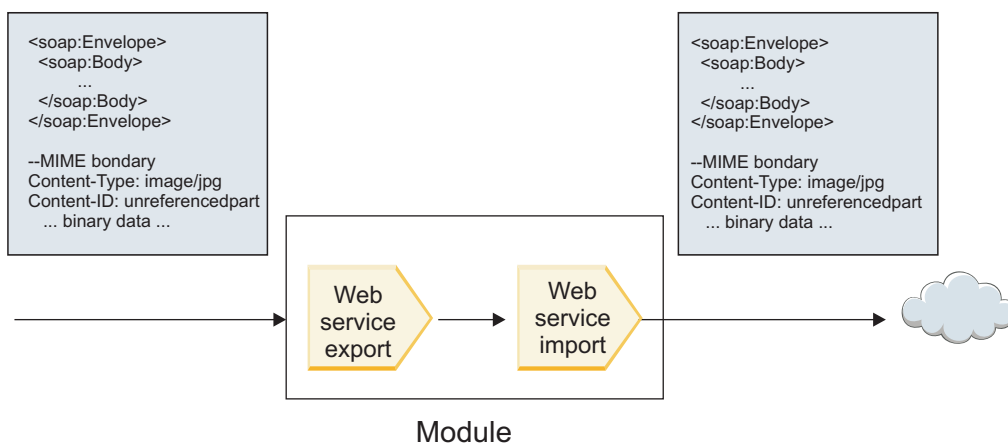 <soap:Envelope>
<soap:Body>
...
</soap:Body>
</soap:Envelope>
--MIME bondary
Content-Type: image/jpg
Content-ID: unreferencedpart
... binary data ...
<soap:Envelope>
<soap:Body>
...
</soap:Body>
</soap:Envelope>
--MIME bondary
Content-Type: image/jpg
Content-ID: unreferencedpart
... binary data ...
Web
service
export
Web
service
import
Module